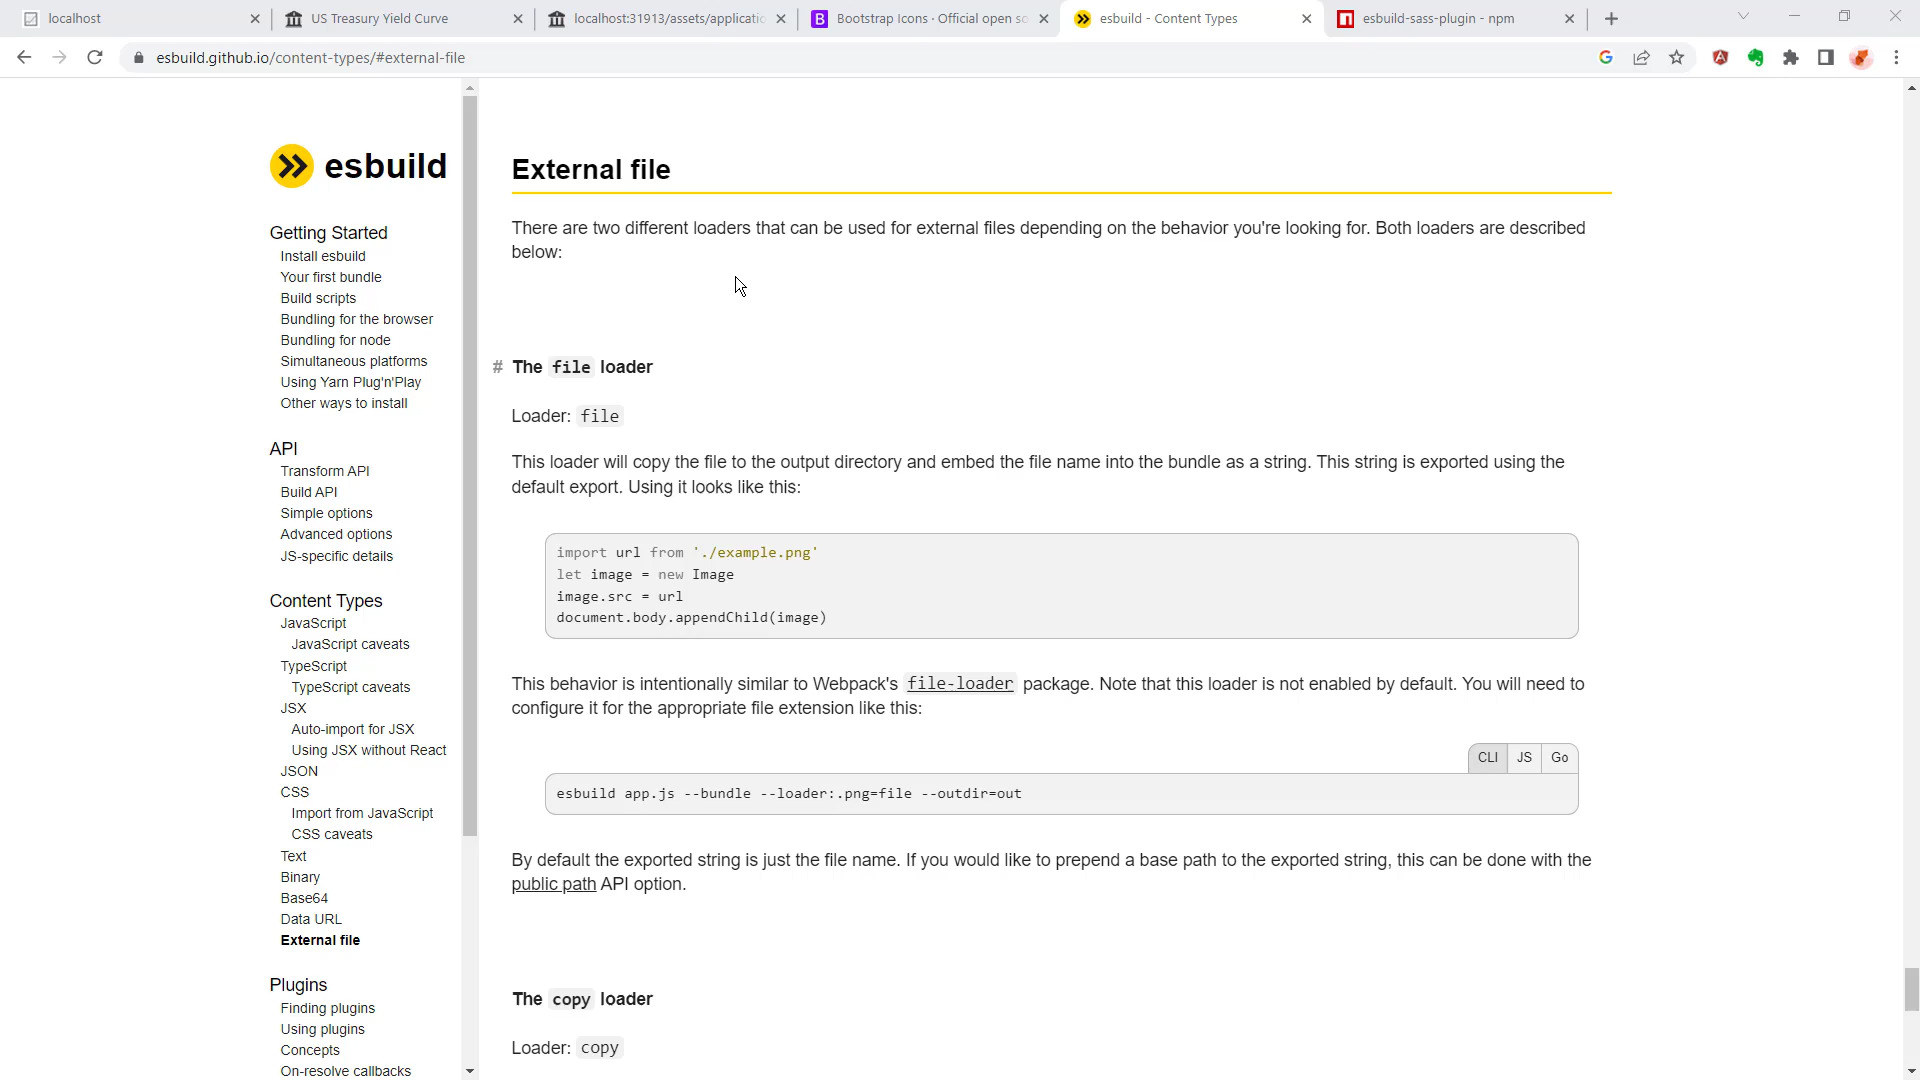 localhost
US Treasury Yield Curve
localhost:31913/assets/applicatic
Bootstrap Icons · Official open so
esbuild - Content Types
esbuild-sass-plugin - npm
esbuild.github.io/content-types/#external-file
esbuild
Getting Started
Install esbuild
Your first bundle
Build scripts
Bundling for the browser
Bundling for node
Simultaneous platforms
Using Yarn Plug'n'Play
Other ways to install
API
Transform API
Build API
Simple options
Advanced options
JS-specific details
Content Types
JavaScript
JavaScript caveats
TypeScript
TypeScript caveats
JSX
Auto-import for JSX
Using JSX without React
JSON
CSS
Import from JavaScript
CSS caveats
Text
Binary
Base64
Data URL
External file
Plugins
Finding plugins
Using plugins
Concepts
On-resolve callbacks
External file
There are two different loaders that can be used for external files depending on the behavior you're looking for. Both loaders are described
below:
# The file loader
Loader: file
This loader will copy the file to the output directory and embed the file name into the bundle as a string. This string is exported using the
default export. Using it looks like this:
import url from './example.png'
let image = new Image
image.src = url
document.body.appendChild(image)
This behavior is intentionally similar to Webpack's file-loader package. Note that this loader is not enabled by default. You will need to
configure it for the appropriate file extension like this:
CLI JS Go
esbuild app.js --bundle --loader:.png=file --outdir=out
By default the exported string is just the file name. If you would like to prepend a base path to the exported string, this can be done with the
public path API option.
The copy loader
Loader: copy